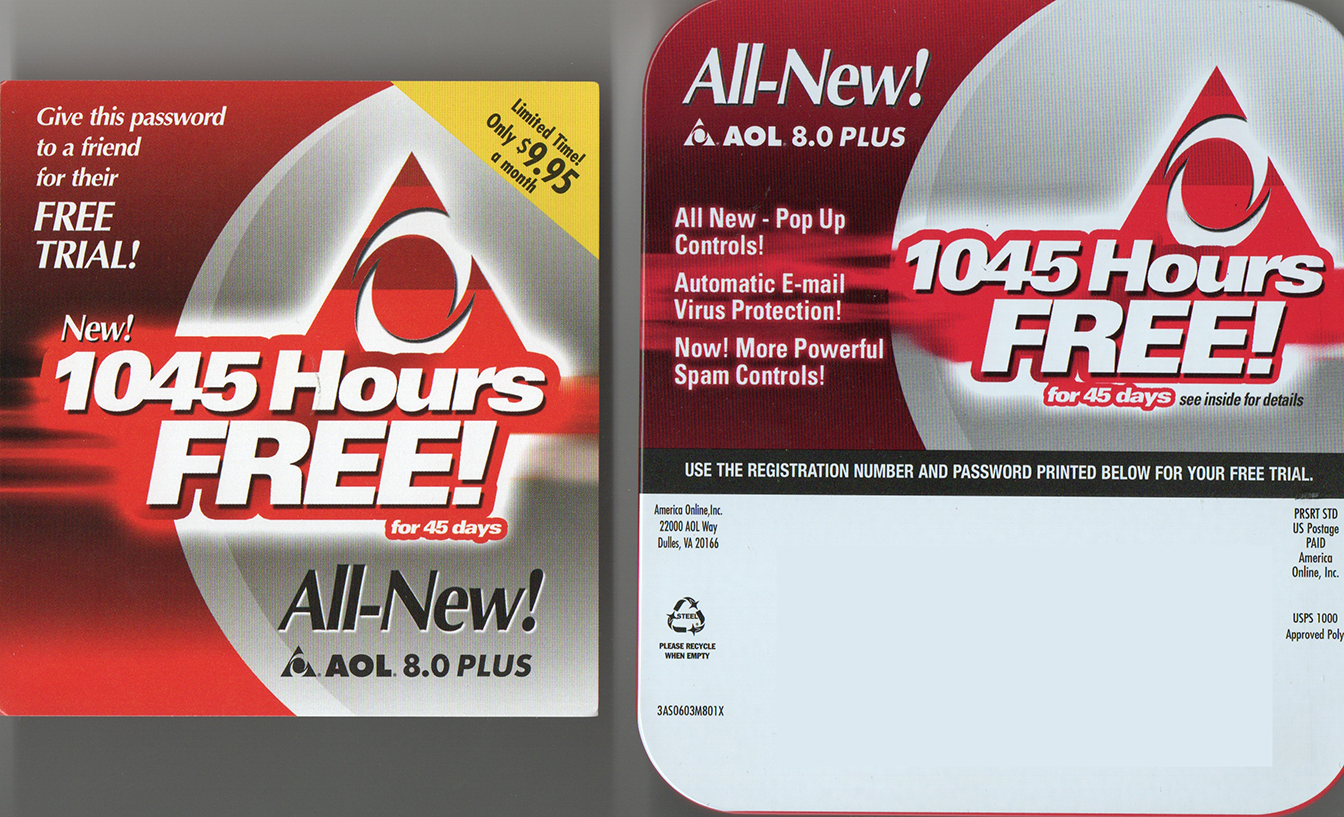 Give this password
to a friend
for their
FREE
TRIAL!
Limited Time!
Only $9.95
a month
New!
1045 Hours
FREE!
for 45 days
All-New!
AOL 8.0 PLUS
All-New!
AOL 8.0 PLUS
All New - Pop Up
Controls!
Automatic E-mail
Virus Protection!
Now! More Powerful
Spam Controls!
1045 Hours
FREE!
for 45 days see inside for details
USE THE REGISTRATION NUMBER AND PASSWORD PRINTED BELOW FOR YOUR FREE TRIAL.
America Online,Inc.
22000 AOL Way
Dulles, VA 20166
STEEL
PLEASE RECYCLE
WHEN EMPTY
3AS0603M801X
PRSRT STD
US Postage
PAID
America
Online, Inc.
USPS 1000
Approved Poly